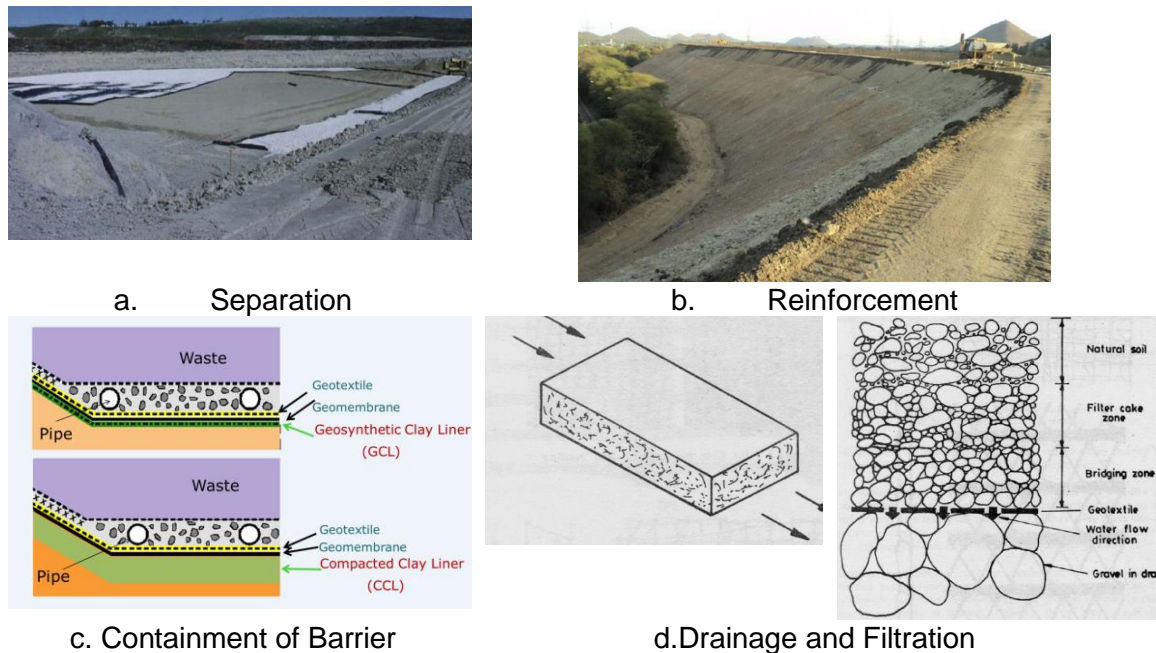 a. Separation
b. Reinforcement
Waste
Geotextile
Geomembrane
Geosynthetic Clay Liner
(GCL)
Pipe
Waste
Geotextile
Geomembrane
Compacted Clay Liner
(CCL)
Pipe
Natural soil
Filter cake
zone
Bridging zone
Geotextile
Water flow
direction
Gravel in dra
c. Containment of Barrier
d.Drainage and Filtration